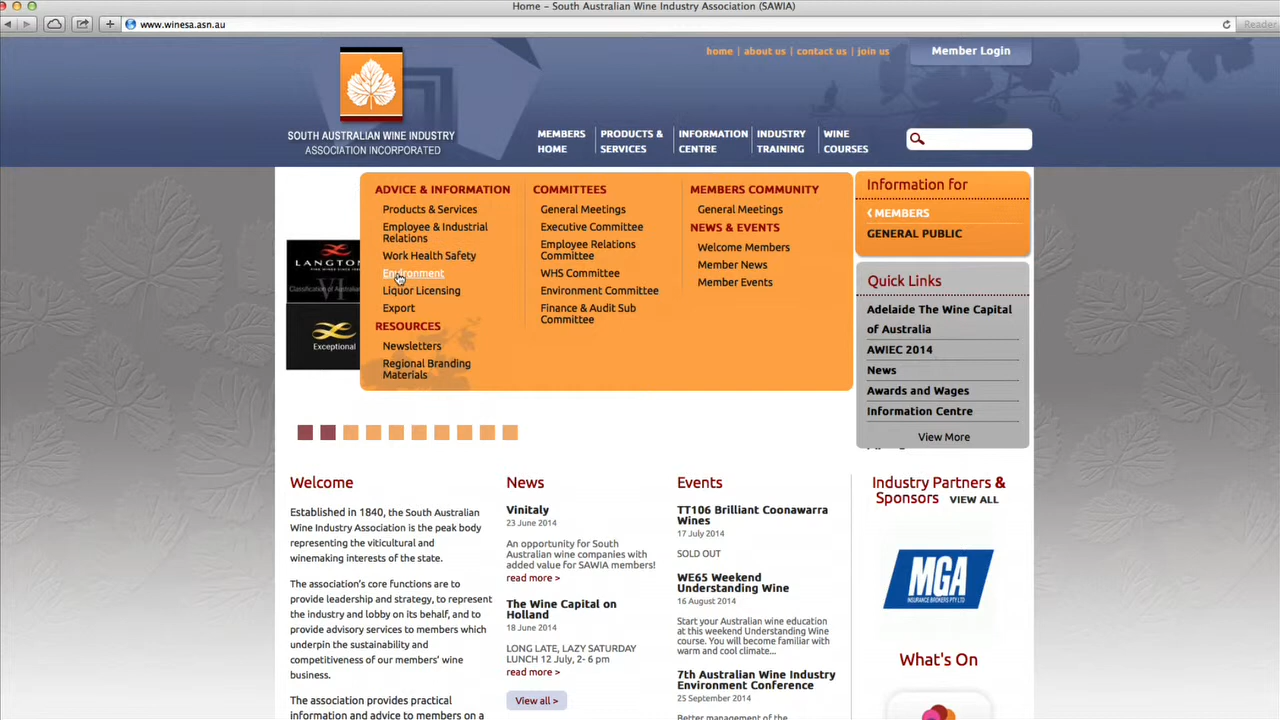 Home – South Australian Wine Industry Association (SAWIA)
www.winesa.asn.au
Reader
home | about us | contact us | join us
Member Login
SOUTH AUSTRALIAN WINE INDUSTRY
ASSOCIATION INCORPORATED
MEMBERS
HOME
PRODUCTS &
SERVICES
INFORMATION
CENTRE
INDUSTRY
TRAINING
WINE
COURSES
ADVICE & INFORMATION
Products & Services
Employee & Industrial
Relations
Work Health Safety
Environment
Liquor Licensing
Export
RESOURCES
Newsletters
Regional Branding
Materials
COMMITTEES
General Meetings
Executive Committee
Employee Relations
Committee
WHS Committee
Environment Committee
Finance & Audit Sub
Committee
MEMBERS COMMUNITY
General Meetings
NEWS & EVENTS
Welcome Members
Member News
Member Events
Information for
MEMBERS
GENERAL PUBLIC
Quick Links
Adelaide The Wine Capital
of Australia
AWIEC 2014
News
Awards and Wages
Information Centre
View More
LANGTO
Classification of Australian
VI
Exceptional
Welcome
Established in 1840, the South Australian
Wine Industry Association is the peak body
representing the viticultural and
winemaking interests of the state.
The association's core functions are to
provide leadership and strategy, to represent
the industry and lobby on its behalf, and to
provide advisory services to members which
underpin the sustainability and
competitiveness of our members' wine
business.
The association provides practical
information and advice to members on a
News
Vinitaly
23 June 2014
An opportunity for South
Australian wine companies with
added value for SAWIA members!
read more >
The Wine Capital on
Holland
18 June 2014
LONG LATE, LAZY SATURDAY
LUNCH 12 July, 2- 6 pm
read more >
View all >
Events
TT106 Brilliant Coonawarra
Wines
17 July 2014
SOLD OUT
WE65 Weekend
Understanding Wine
16 August 2014
Start your Australian wine education
at this weekend Understanding Wine
course. You will become familiar with
warm and cool climate...
7th Australian Wine Industry
Environment Conference
25 September 2014
Better management of the
Industry Partners &
Sponsors VIEW ALL
MGA
INSURANCE BROKERS PTY LTD
What's On